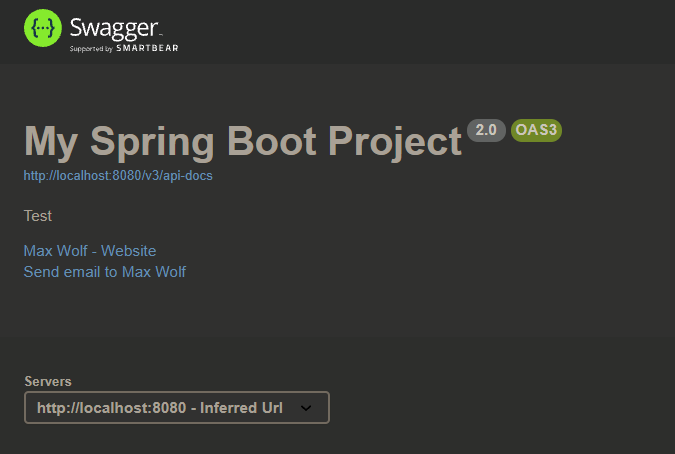 Swagger
Supported by SMARTBEAR
My Spring Boot Project 2.0 OAS3
http://localhost:8080/v3/api-docs
Test
Max Wolf - Website
Send email to Max Wolf
Servers
http://localhost:8080 - Inferred Url